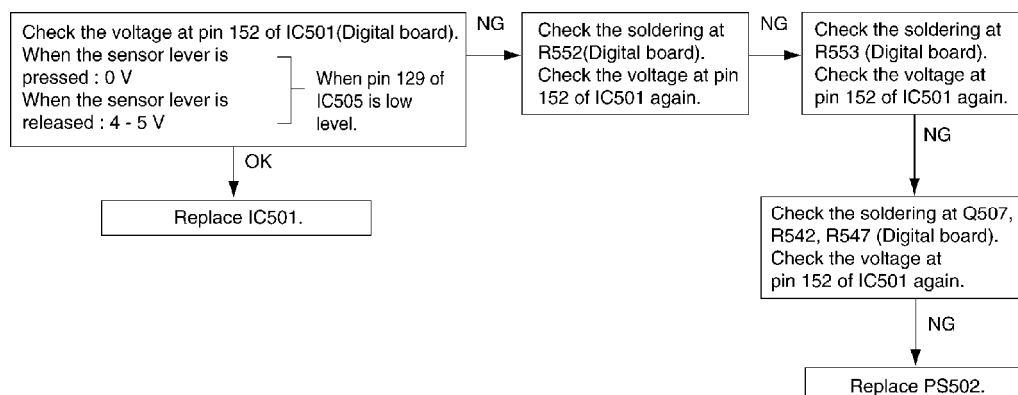 Check the voltage at pin 152 of IC501(Digital board).
When the sensor lever is
pressed : 0 V
When the sensor lever is
released : 4 - 5 V
When pin 129 of
IC505 is low
level.
NG
Check the soldering at
R552(Digital board).
Check the voltage at pin
152 of IC501 again.
NG
Check the soldering at
R553 (Digital board).
Check the voltage at
pin 152 of IC501 again.
OK
Replace IC501.
NG
Check the soldering at Q507,
R542, R547 (Digital board).
Check the voltage at
pin 152 of IC501 again.
NG
Replace PS502.